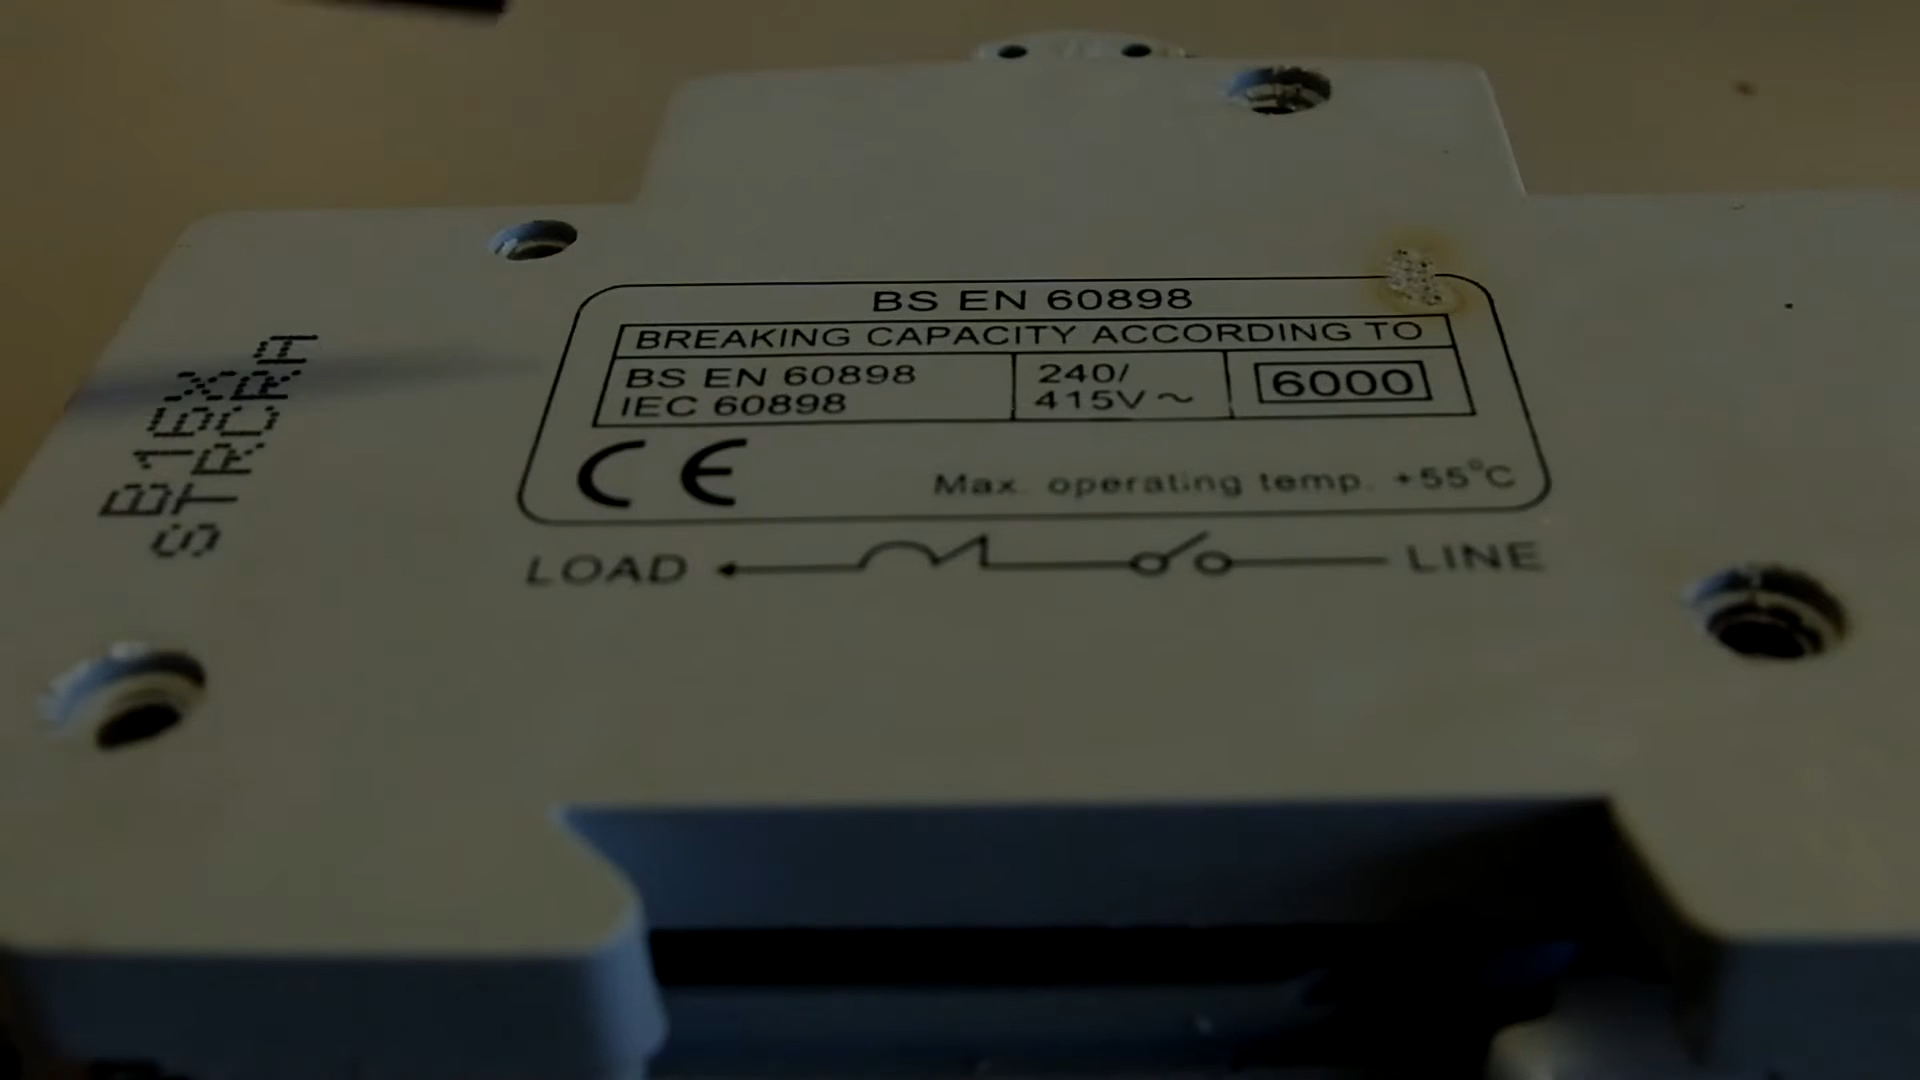 BS EN 60898
BREAKING CAPACITY ACCORDING TO
BS EN 60898
IEC 60898
240/
415V ~
6000
CE
Max. operating temp. +55°C
LOAD
LINE
B16X
STRCRA